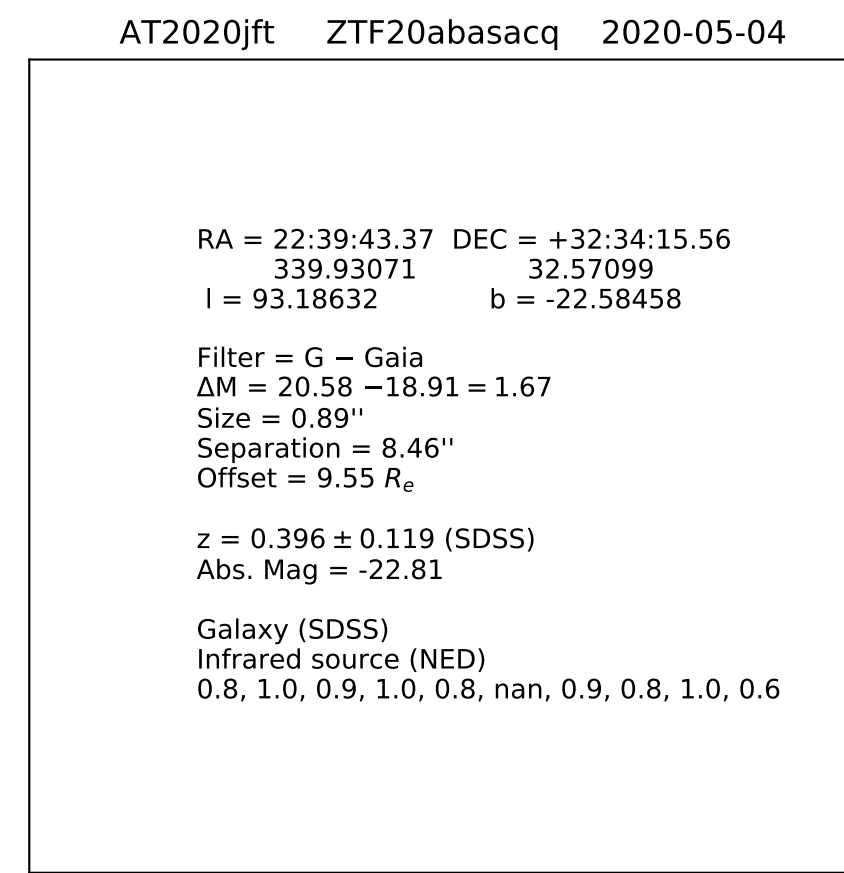 AT2020jft ZTF20abasacq 2020-05-04
RA = 22:39:43.37 DEC = +32:34:15.56
339.93071 32.57099
l = 93.18632 b = -22.58458
Filter = G − Gaia
ΔM = 20.58 −18.91 = 1.67
Size = 0.89''
Separation = 8.46''
Offset = 9.55 Rₑ
z = 0.396 ± 0.119 (SDSS)
Abs. Mag = -22.81
Galaxy (SDSS)
Infrared source (NED)
0.8, 1.0, 0.9, 1.0, 0.8, nan, 0.9, 0.8, 1.0, 0.6